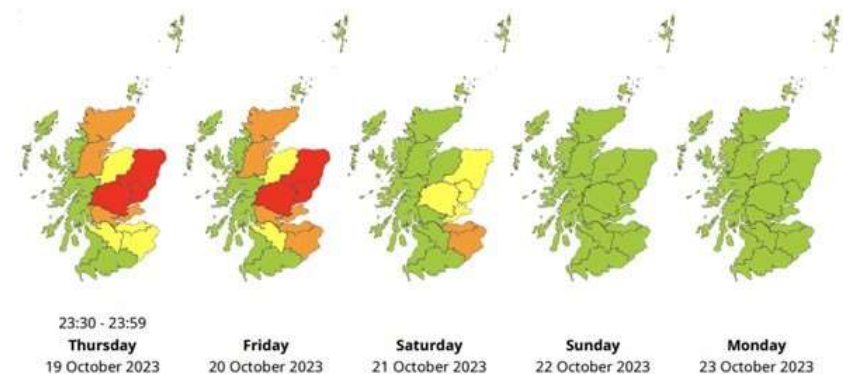 23:30 - 23:59
Thursday
19 October 2023
Friday
20 October 2023
Saturday
21 October 2023
Sunday
22 October 2023
Monday
23 October 2023